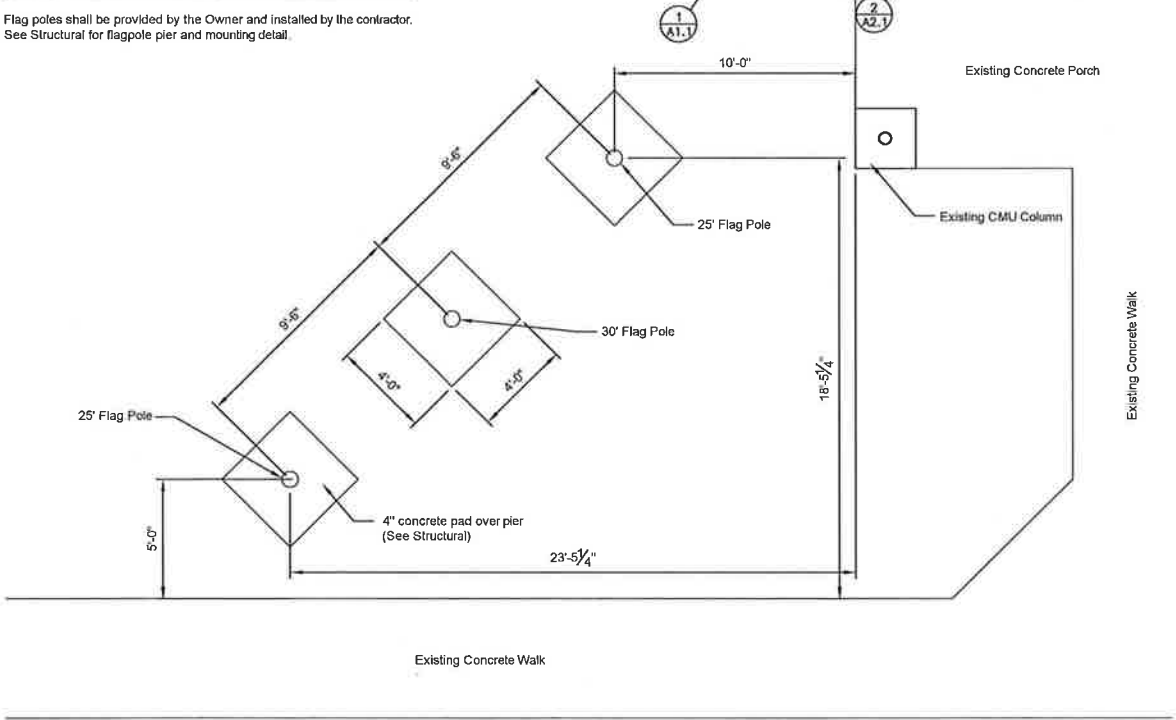 Flag poles shall be provided by the Owner and installed by the contractor.
See Structural for flagpole pier and mounting detail.
1
A1.1
2
A2.1
10'-0"
Existing Concrete Porch
9'-6"
Existing CMU Column
25' Flag Pole
9'-6"
30' Flag Pole
Existing Concrete Walk
18'-5¼"
4'-0"
4'-0"
25' Flag Pole
4" concrete pad over pier
(See Structural)
5'-0"
23'-5¼"
Existing Concrete Walk